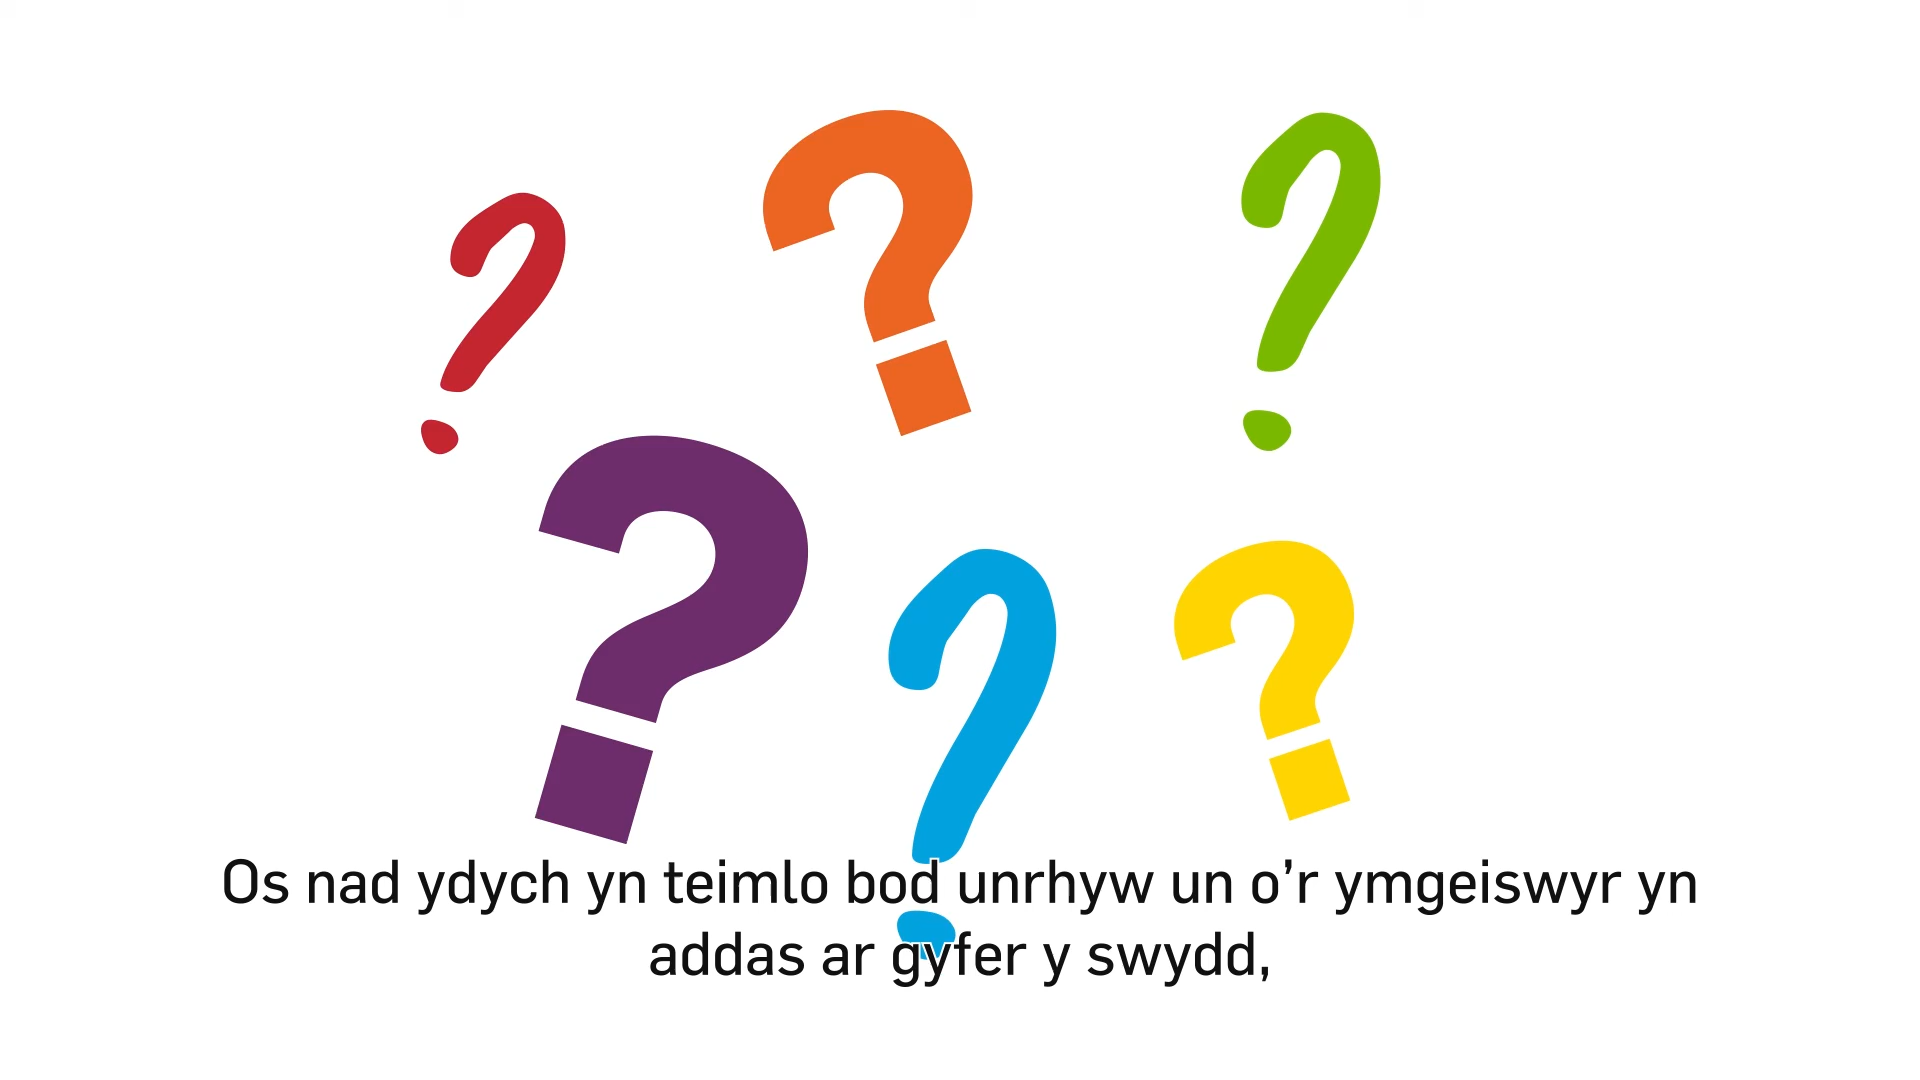 ? ? ?
? ? ?
Os nad ydych yn teimlo bod unrhyw un o’r ymgeiswyr yn
addas ar gyfer y swydd,